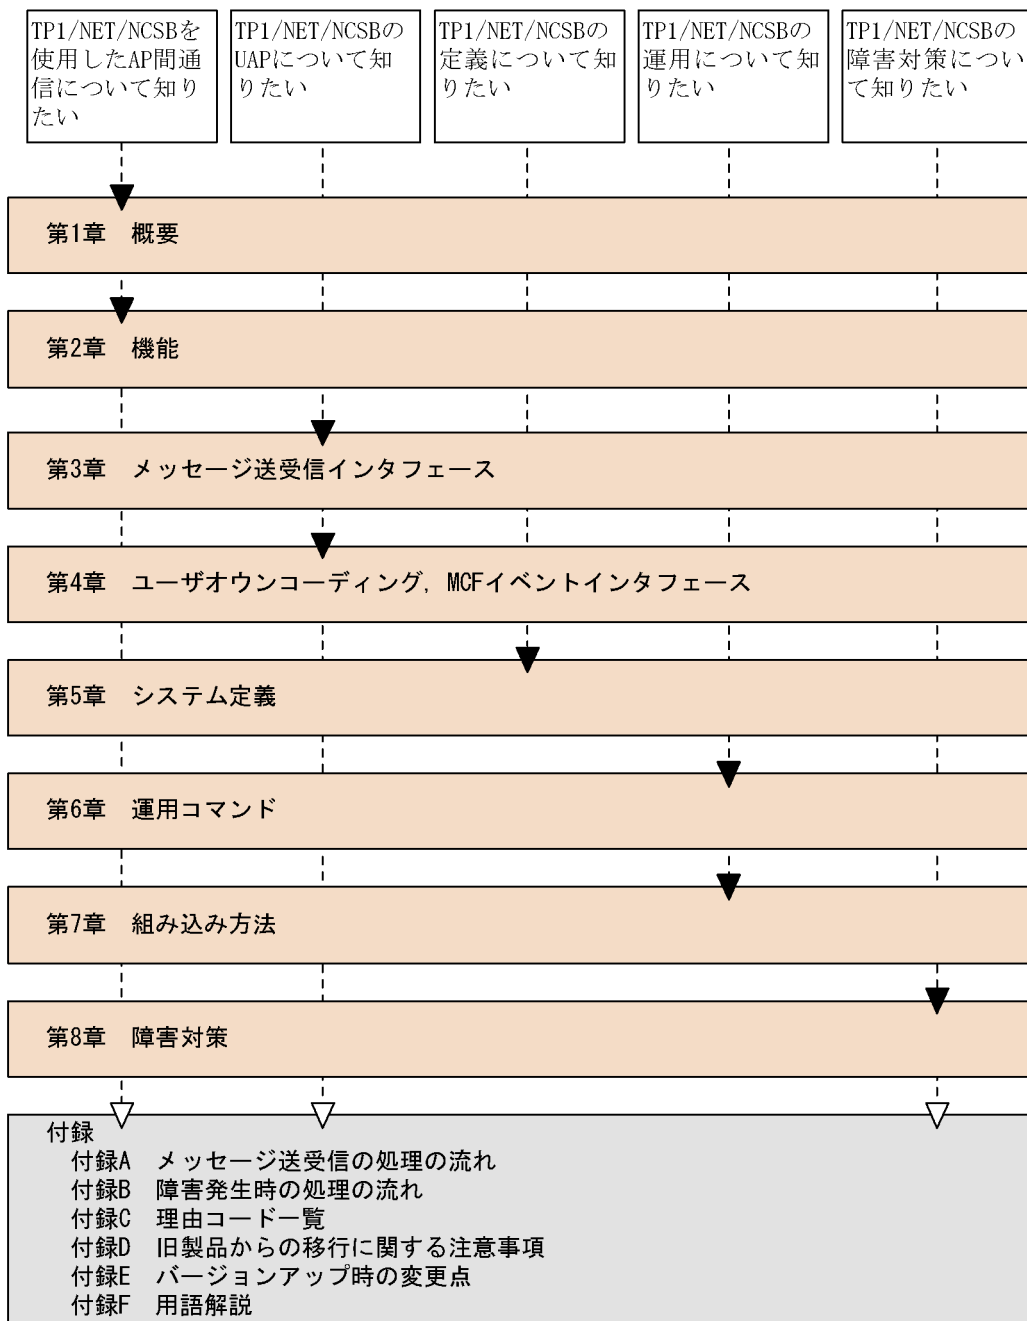 TP1/NET/NCSBを
使用したAP間通
信について知り
たい
TP1/NET/NCSBの
UAPについて知
りたい
TP1/NET/NCSBの
定義について知
りたい
TP1/NET/NCSBの
運用について知
りたい
TP1/NET/NCSBの
障害対策につい
て知りたい
第1章　概要
第2章　機能
第3章　メッセージ送受信インタフェース
第4章　ユーザオウンコーディング，MCFイベントインタフェース
第5章　システム定義
第6章　運用コマンド
第7章　組み込み方法
第8章　障害対策
付録
付録A　メッセージ送受信の処理の流れ
付録B　障害発生時の処理の流れ
付録C　理由コード一覧
付録D　旧製品からの移行に関する注意事項
付録E　バージョンアップ時の変更点
付録F　用語解説